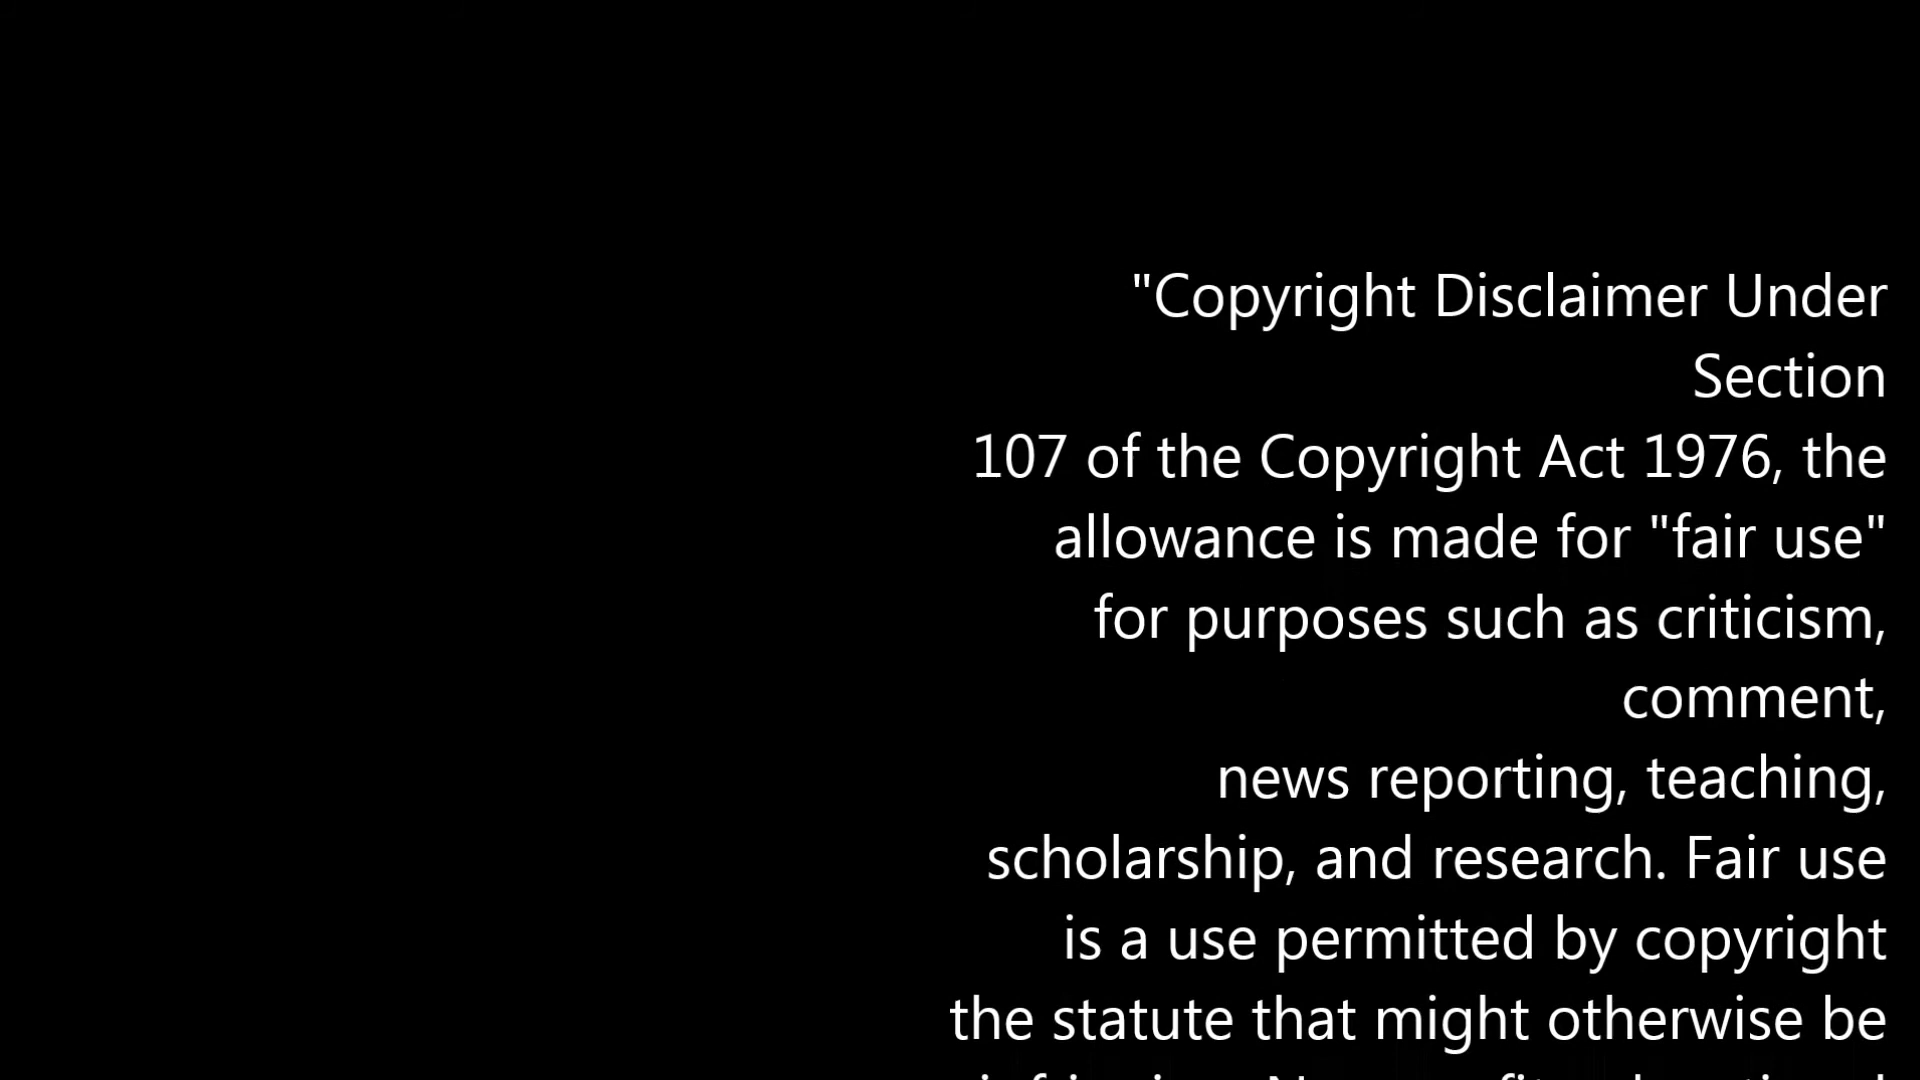 "Copyright Disclaimer Under
Section
107 of the Copyright Act 1976, the
allowance is made for "fair use"
for purposes such as criticism,
comment,
news reporting, teaching,
scholarship, and research. Fair use
is a use permitted by copyright
the statute that might otherwise be